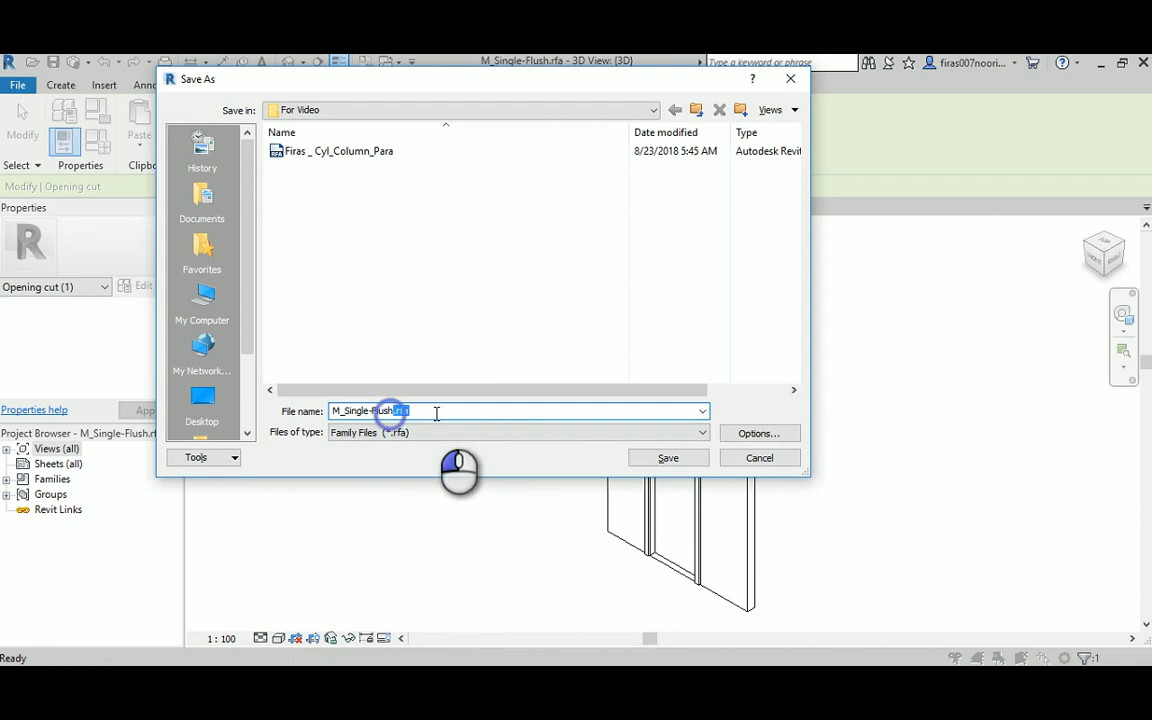 M_Single-Flush.rfa - 3D View: {3D}
Type a keyword or phrase
firas007noori...
Save As
File
Create
Insert
Save in:
For Video
Views
Modify
Paste
Name
Date modified
Type
Firas _ Cyl_Column_Para
8/23/2018 5:45 AM
Autodesk Revit
Select
Properties
History
Modify | Opening cut
Properties
Documents
Favorites
Opening cut (1)
Edit
My Computer
My Network...
Properties help
Desktop
File name:
M_Single-Flush.rfa
Files of type:
Family Files (*.rfa)
Options...
Tools
Save
Cancel
Project Browser - M_Single-Flush.rf
Views (all)
Sheets (all)
Families
Groups
Revit Links
1 : 100
Ready
:1